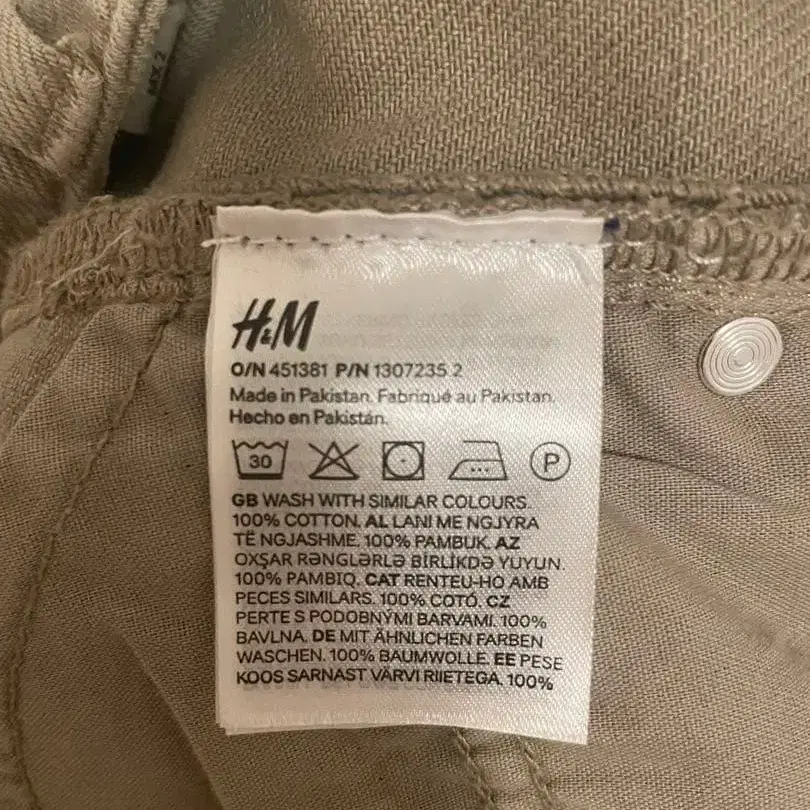 H&M
O/N 451381 P/N 1307235 2
Made in Pakistan. Fabriqué au Pakistan.
Hecho en Pakistán.
30 P
GB WASH WITH SIMILAR COLOURS.
100% COTTON. AL LANI ME NGJYRA
TË NGJASHME. 100% PAMBUK. AZ
OXŞAR RƏNGLƏRLƏ BİRLİKDƏ YUYUN.
100% PAMBIQ. CAT RENTEU-HO AMB
PECES SIMILARS. 100% COTÓ. CZ
PERTE S PODOBNÝMI BARVAMI. 100%
BAVLNA. DE MIT ÄHNLICHEN FARBEN
WASCHEN. 100% BAUMWOLLE. EE PESE
KOOS SARNAST VÄRVI RIIETEGA. 100%